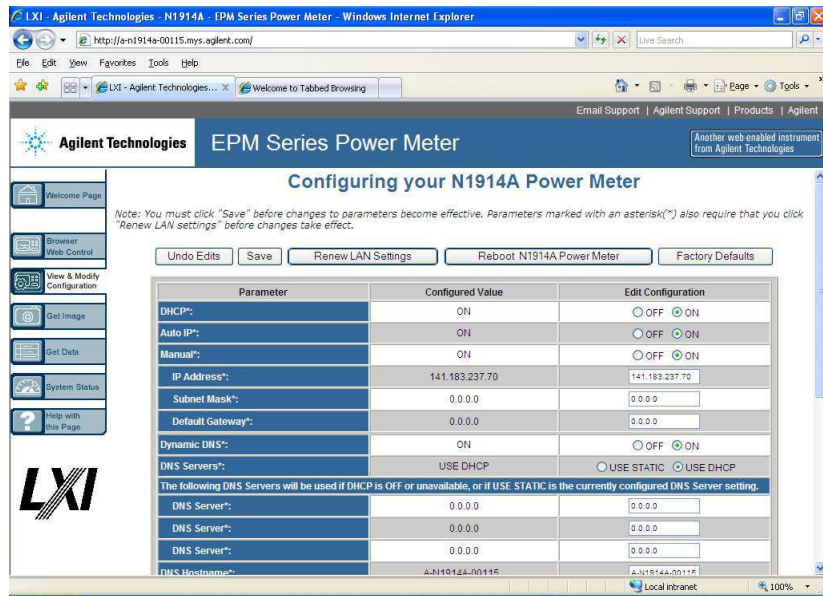 LXI - Agilent Technologies - N1914A - EPM Series Power Meter - Windows Internet Explorer
http://a-n1914a-00115.mys.agilent.com/
Live Search
File Edit View Favorites Tools Help
LXI - Agilent Technologies... X Welcome to Tabbed Browsing
Page Tools
Email Support | Agilent Support | Products | Agilent
Agilent Technologies EPM Series Power Meter
Another web-enabled instrument
from Agilent Technologies
Configuring your N1914A Power Meter
Welcome Page
Note: You must click "Save" before changes to parameters become effective. Parameters marked with an asterisk(*) also require that you click
"Renew LAN settings" before changes take effect.
Browser
Web Control
Undo Edits Save Renew LAN Settings Reboot N1914A Power Meter Factory Defaults
View & Modify
Configuration
Parameter Configured Value Edit Configuration
DHCP*: ON OFF ON
Get Image
Auto IP*: ON OFF ON
Manual*: ON OFF ON
Get Data
IP Address*: 141.183.237.70 141.183.237.70
System Status
Subnet Mask*: 0.0.0.0 0.0.0.0
Help with
this Page
Default Gateway*: 0.0.0.0 0.0.0.0
Dynamic DNS*: ON OFF ON
DNS Servers*: USE DHCP USE STATIC USE DHCP
LXI
The following DNS Servers will be used if DHCP is OFF or unavailable, or if USE STATIC is the currently configured DNS Server setting.
DNS Server*: 0.0.0.0 0.0.0.0
DNS Server*: 0.0.0.0 0.0.0.0
DNS Server*: 0.0.0.0 0.0.0.0
DNS Hostname*: A-N1914A-00115 A-N1914A-00115
Local intranet 100%